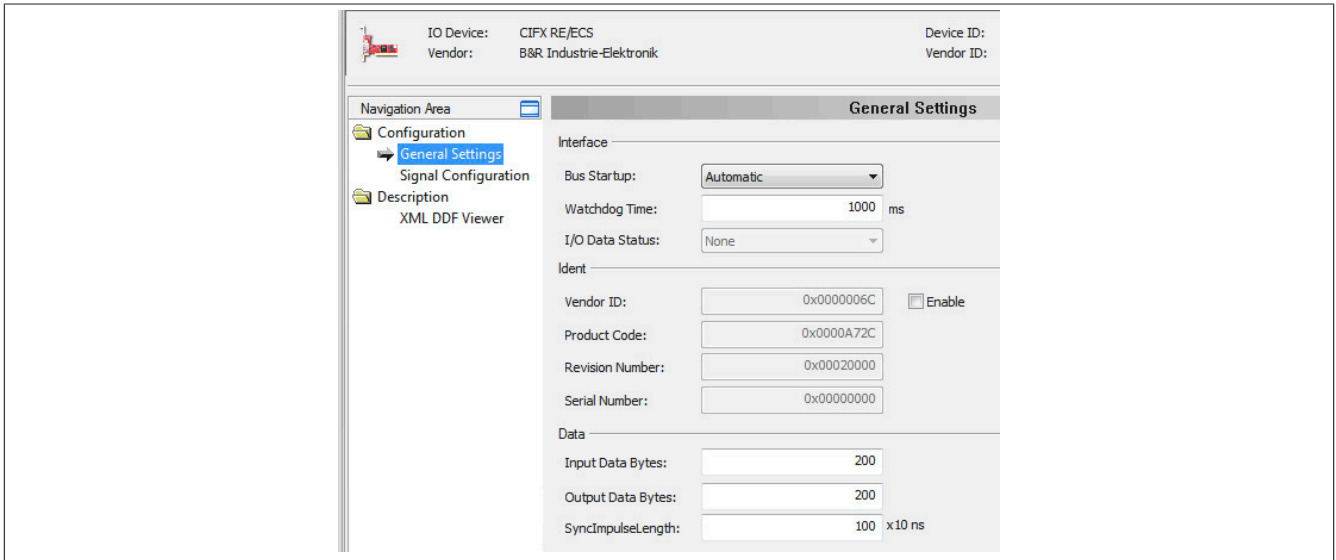 IO Device: CIFX RE/ECS Device ID:
Vendor: B&R Industrie-Elektronik Vendor ID:
Navigation Area
General Settings
Configuration
General Settings
Signal Configuration
Description
XML DDF Viewer
Interface
Bus Startup: Automatic
Watchdog Time: 1000 ms
I/O Data Status: None
Ident
Vendor ID: 0x0000006C Enable
Product Code: 0x0000A72C
Revision Number: 0x00020000
Serial Number: 0x00000000
Data
Input Data Bytes: 200
Output Data Bytes: 200
SyncImpulseLength: 100 x10 ns